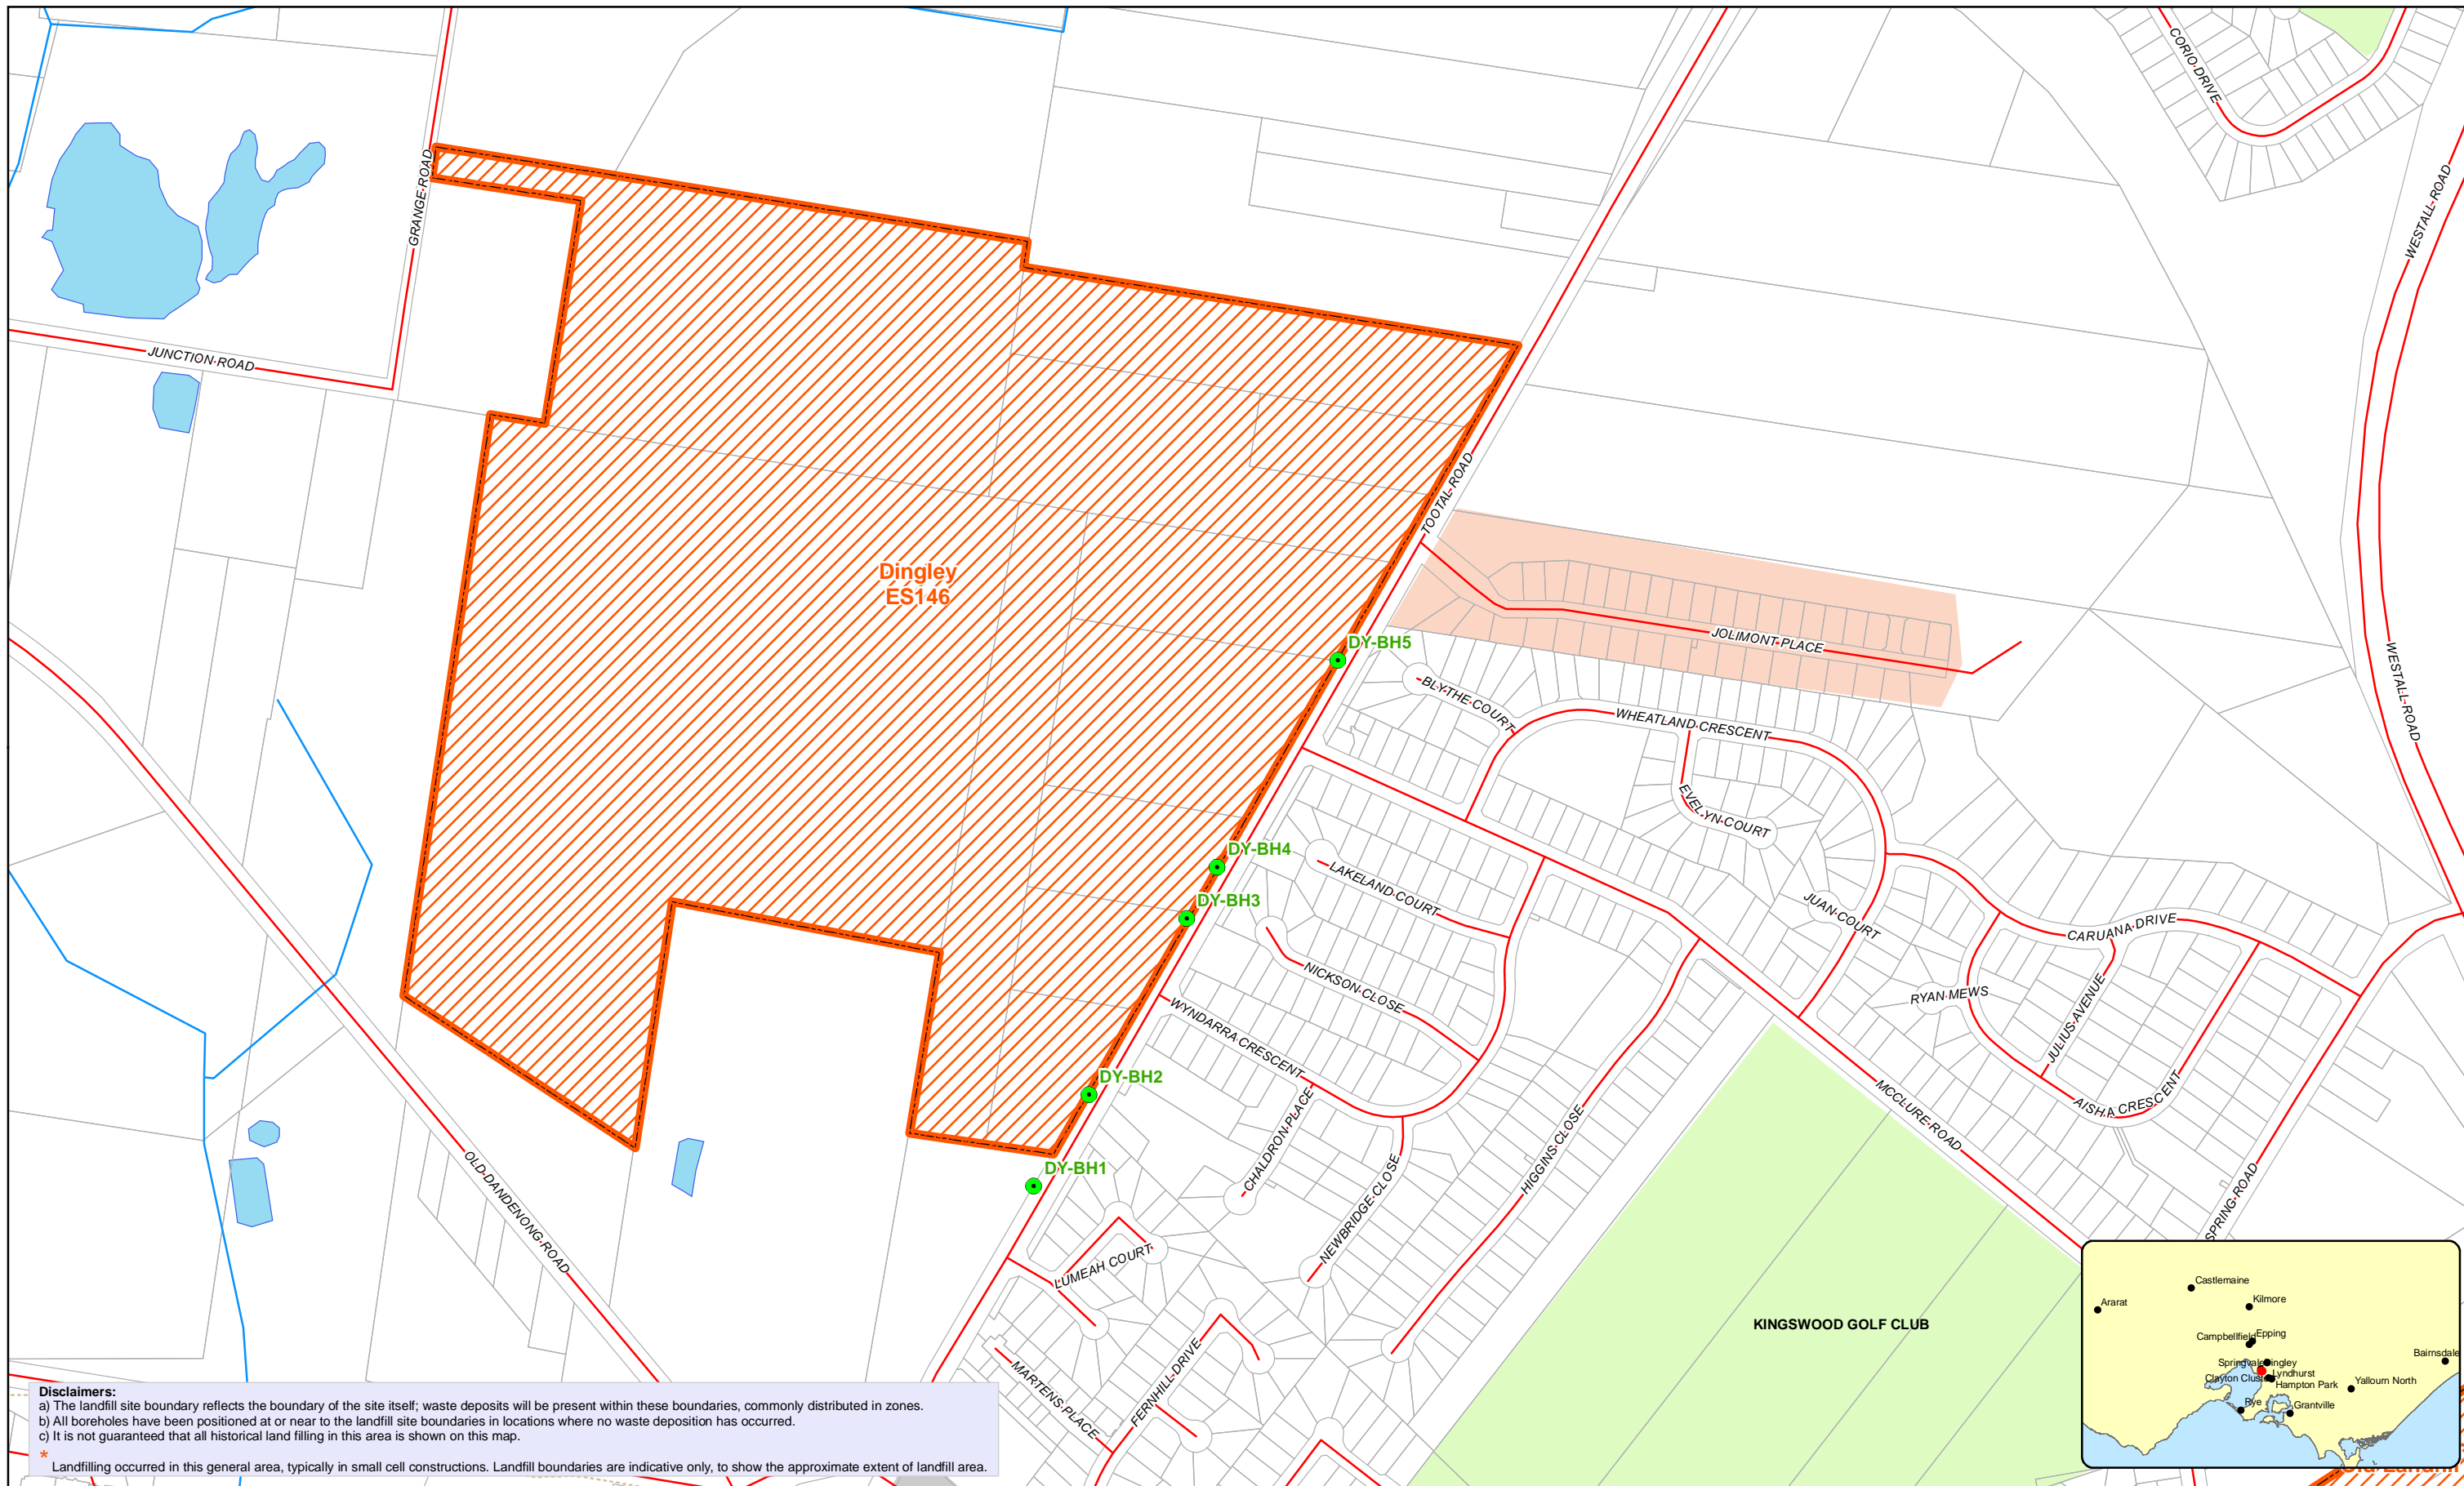 CORIO DRIVE
WESTALL ROAD
GRANGE ROAD
JUNCTION ROAD
TOOTAL ROAD
Dingley
ES146
DY-BH5
JOLIMONT PLACE
BLYTHE COURT
WHEATLAND CRESCENT
WESTALL ROAD
EVELYN COURT
DY-BH4
LAKELAND COURT
DY-BH3
JUAN COURT
CARUANA DRIVE
NICKSON CLOSE
RYAN MEWS
WYNDARRA CRESCENT
JULIUS AVENUE
DY-BH2
CHALDRON PLACE
HIGGINS CLOSE
MCCLURE ROAD
AISHA CRESCENT
DY-BH1
NEWBRIDGE CLOSE
OLD DANDENONG ROAD
SPRING ROAD
LUMEAH COURT
KINGSWOOD GOLF CLUB
MARTENS PLACE
FERNHILL DRIVE
Castlemaine
Ararat
Kilmore
Epping
Campbellfield
Bairnsdale
Springvale
Lyndhurst
Hampton Park
Yallourn North
Rye
Grantville
Disclaimers:
a) The landfill site boundary reflects the boundary of the site itself; waste deposits will be present within these boundaries, commonly distributed in zones.
b) All boreholes have been positioned at or near to the landfill site boundaries in locations where no waste deposition has occurred.
c) It is not guaranteed that all historical land filling in this area is shown on this map.
*
Landfilling occurred in this general area, typically in small cell constructions. Landfill boundaries are indicative only, to show the approximate extent of landfill area.